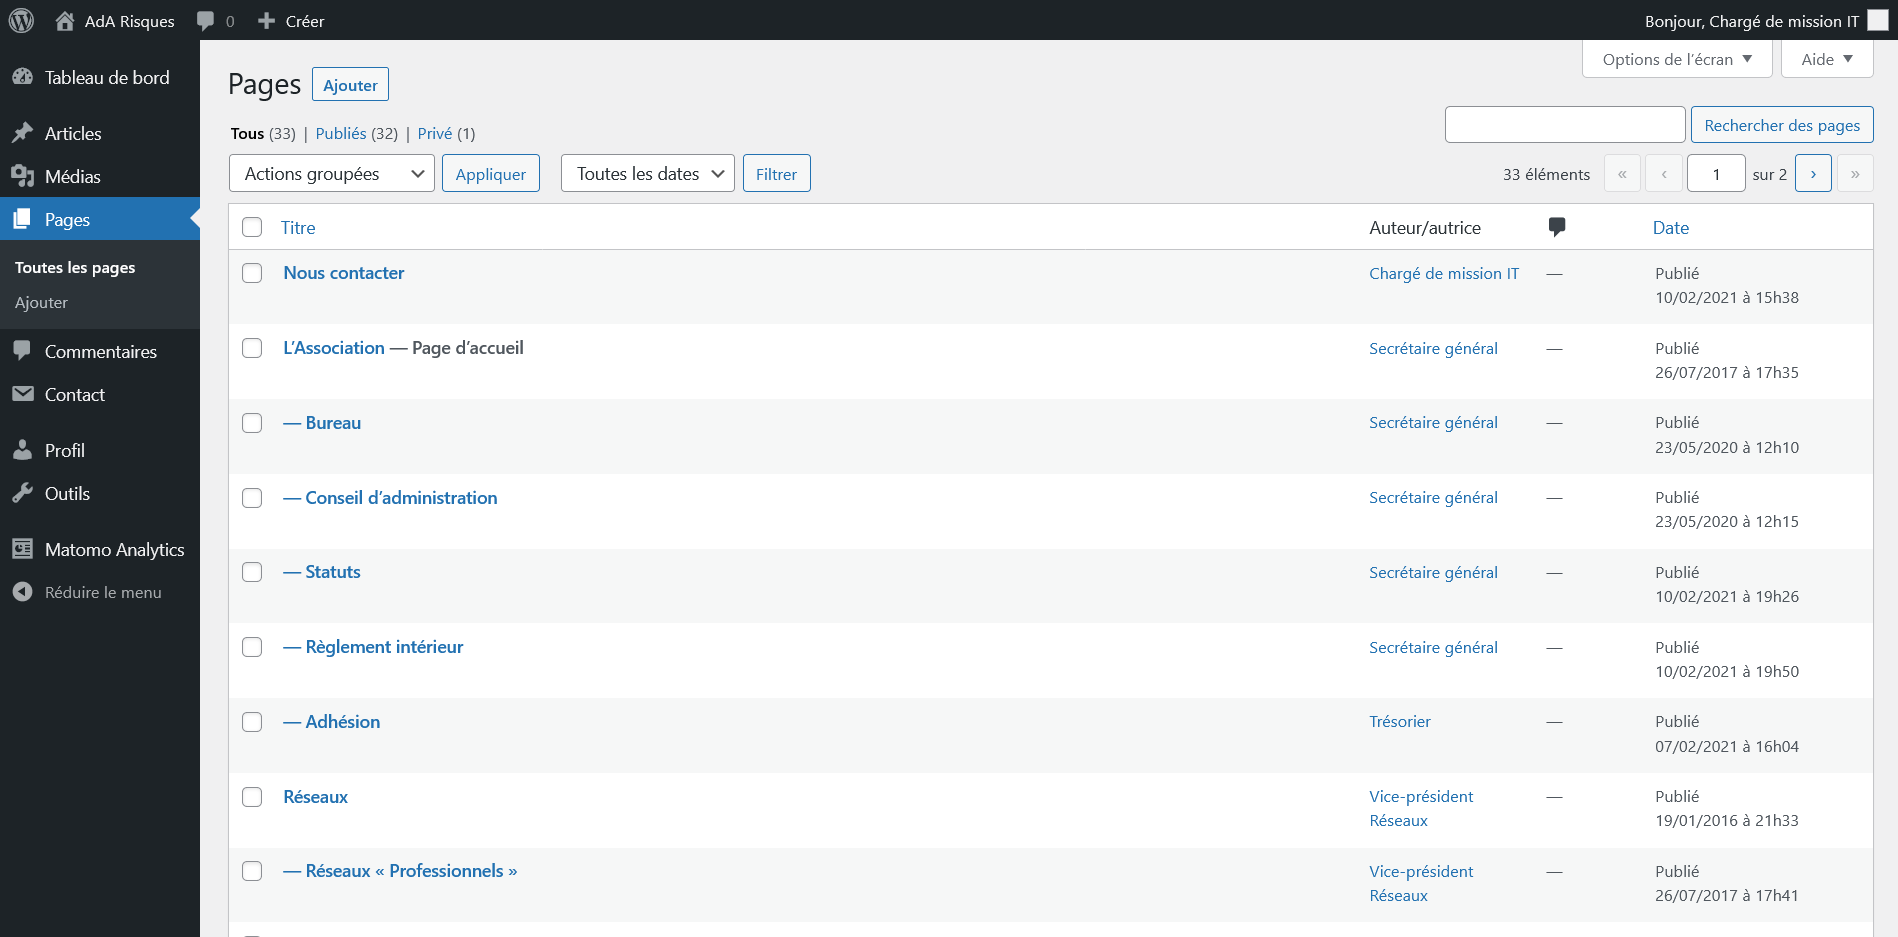 AdA Risques 0 Créer Bonjour, Chargé de mission IT
Tableau de bord
Articles
Médias
Pages
Toutes les pages
Ajouter
Commentaires
Contact
Profil
Outils
Matomo Analytics
Réduire le menu
Options de l’écran Aide
Pages Ajouter
Tous (33) | Publiés (32) | Privé (1)
Rechercher des pages
Actions groupées Appliquer Toutes les dates Filtrer 33 éléments « ‹ 1 sur 2 › »
Titre Auteur/autrice Date
Nous contacter Chargé de mission IT — Publié
10/02/2021 à 15h38
L’Association — Page d’accueil Secrétaire général — Publié
26/07/2017 à 17h35
— Bureau Secrétaire général — Publié
23/05/2020 à 12h10
— Conseil d’administration Secrétaire général — Publié
23/05/2020 à 12h15
— Statuts Secrétaire général — Publié
10/02/2021 à 19h26
— Règlement intérieur Secrétaire général — Publié
10/02/2021 à 19h50
— Adhésion Trésorier — Publié
07/02/2021 à 16h04
Réseaux Vice-président — Publié
Réseaux 19/01/2016 à 21h33
— Réseaux « Professionnels » Vice-président — Publié
Réseaux 26/07/2017 à 17h41